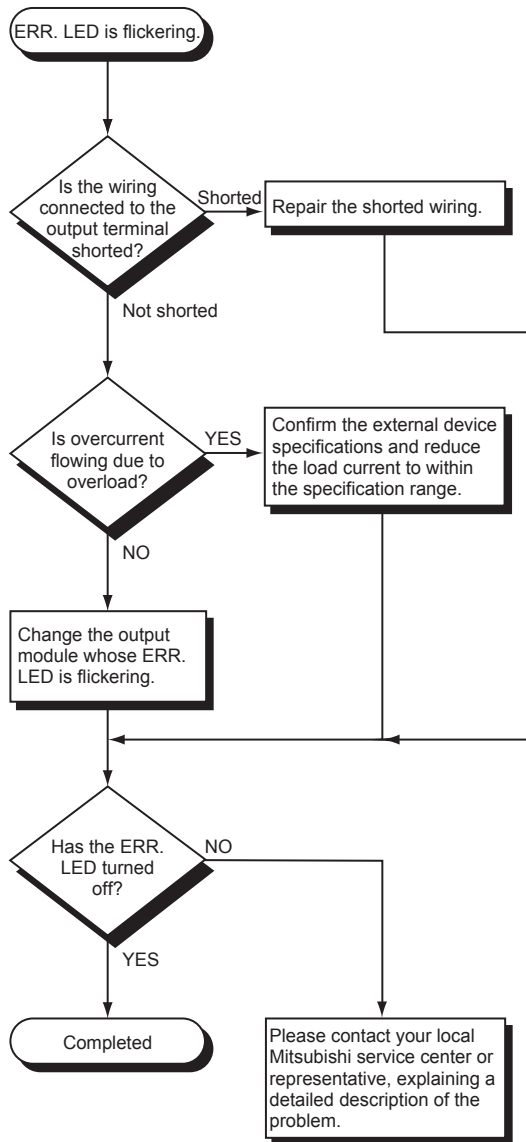 ERR. LED is flickering.
Is the wiring
connected to the
output terminal
shorted?
Shorted
Repair the shorted wiring.
Not shorted
Is overcurrent
flowing due to
overload?
YES
Confirm the external device
specifications and reduce
the load current to within
the specification range.
NO
Change the output
module whose ERR.
LED is flickering.
Has the ERR.
LED turned
off?
NO
YES
Completed
Please contact your local
Mitsubishi service center or
representative, explaining a
detailed description of the
problem.